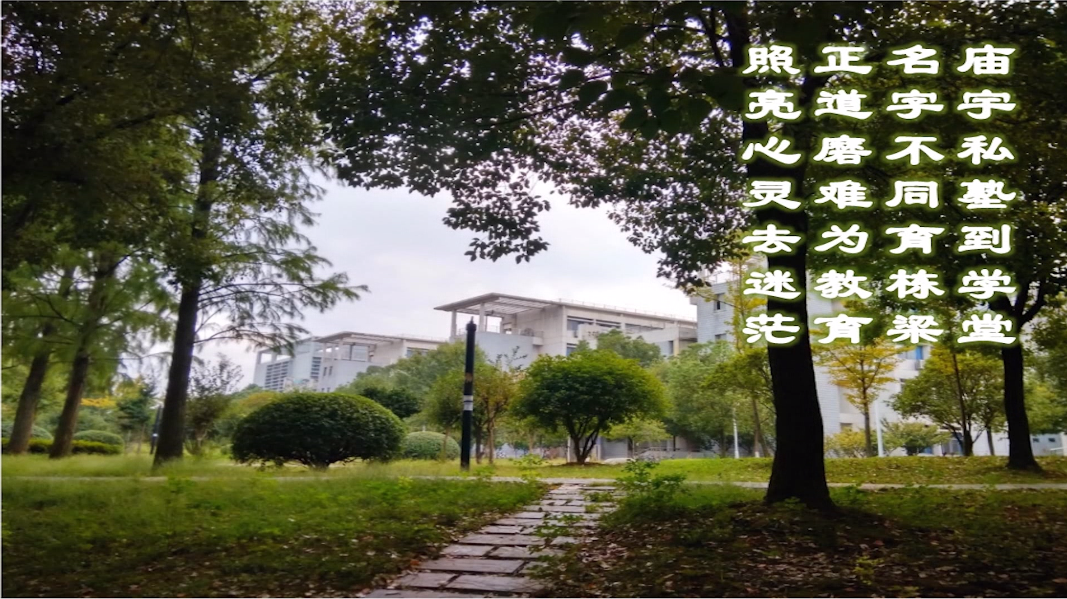 庙宇私塾到学堂
名字不同育栋梁
正道磨难为教育
照亮心灵去迷茫